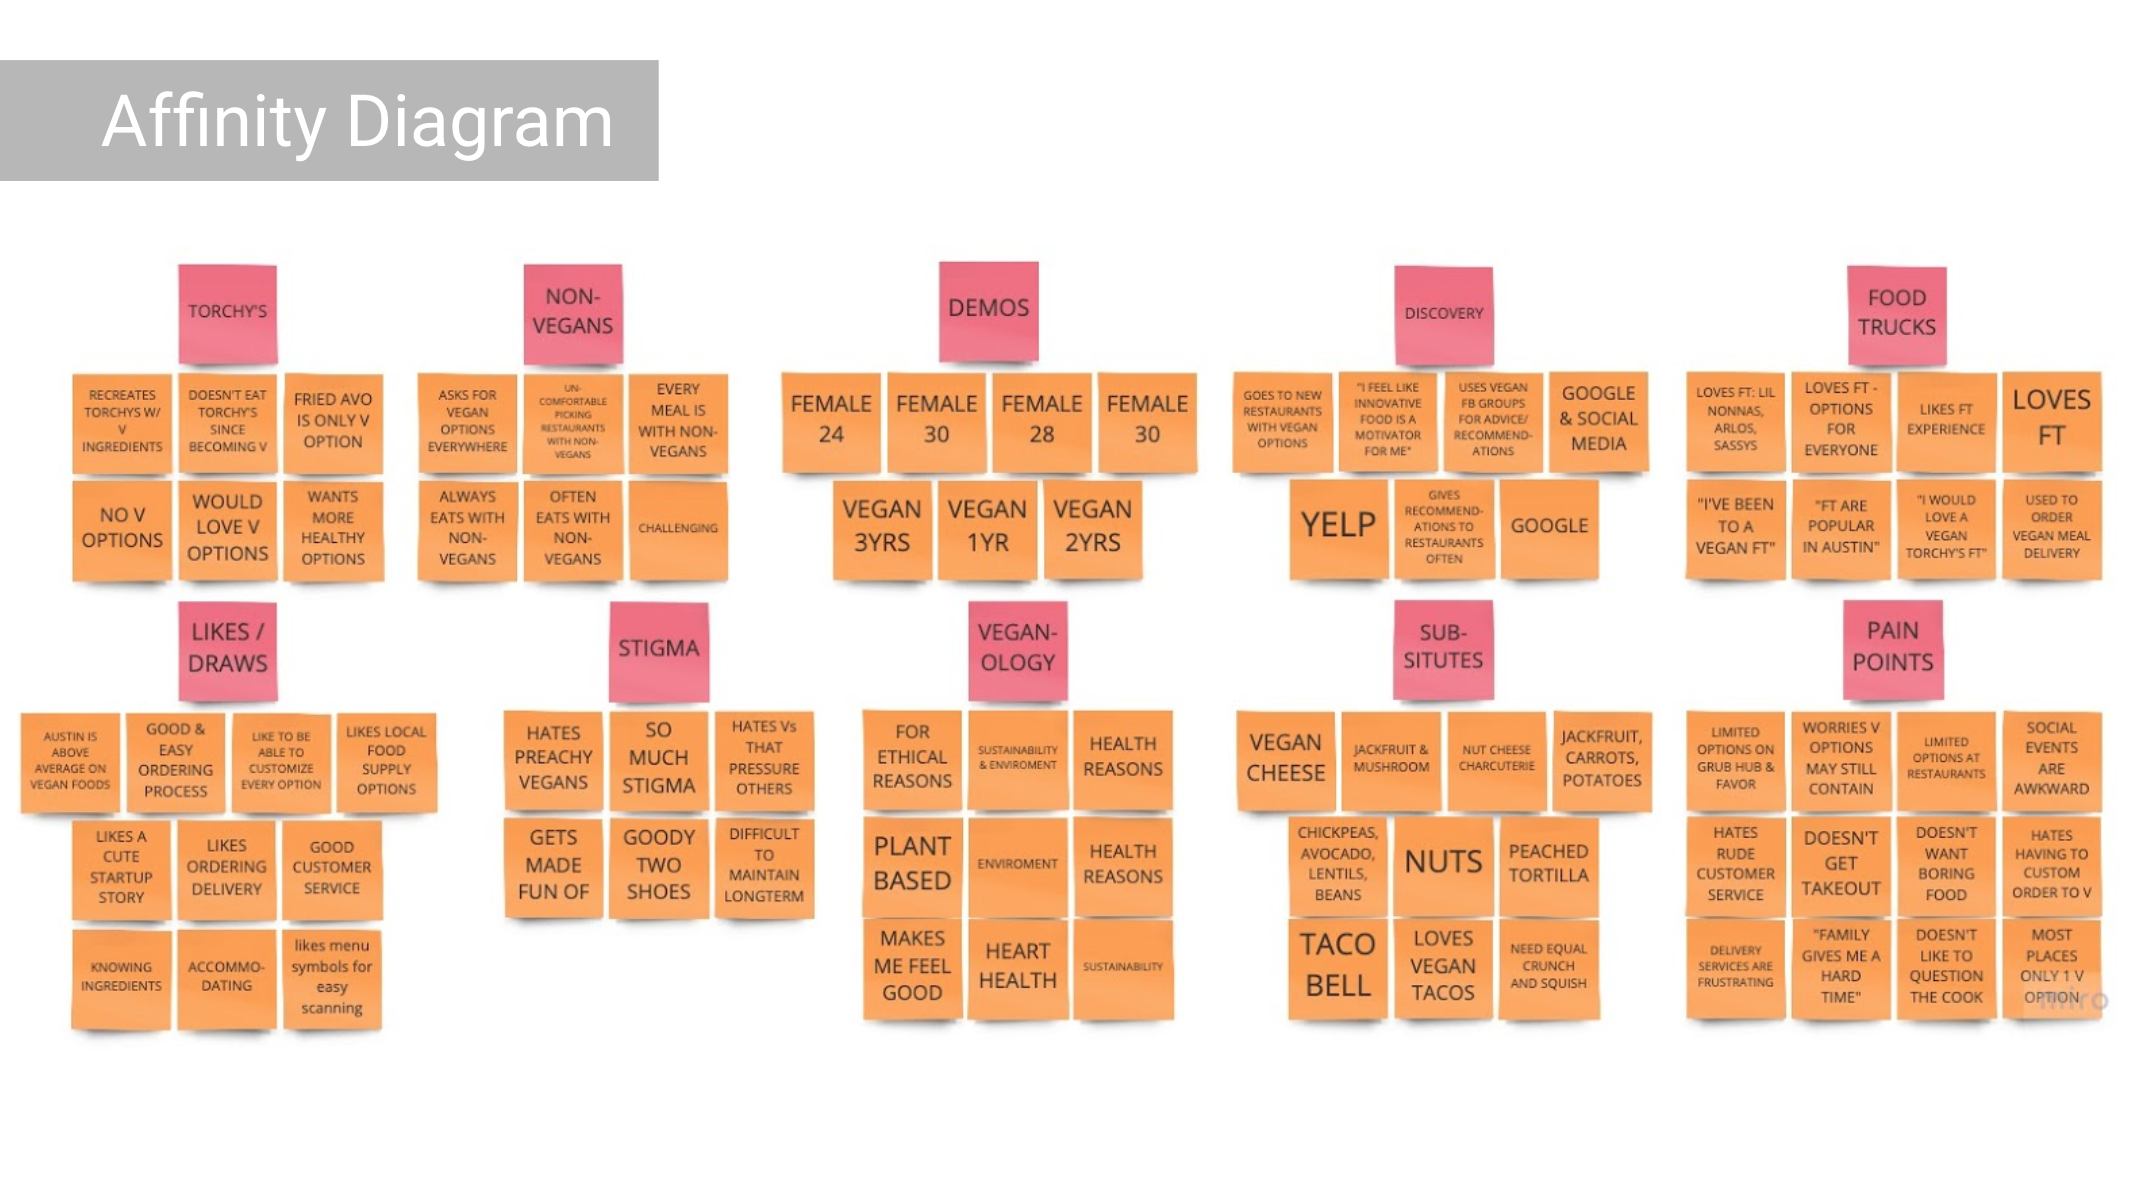 Affinity Diagram
TORCHY'S
RECREATES
TORCHYS W/
V
INGREDIENTS
DOESN'T EAT
TORCHY'S
SINCE
BECOMING V
FRIED AVO
IS ONLY V
OPTION
NO V
OPTIONS
WOULD
LOVE V
OPTIONS
WANTS
MORE
HEALTHY
OPTIONS
NON-
VEGANS
ASKS FOR
VEGAN
OPTIONS
EVERYWHERE
UN-
COMFORTABLE
PICKING
RESTAURANTS
WITH NON-
VEGANS
EVERY
MEAL IS
WITH NON-
VEGANS
ALWAYS
EATS WITH
NON-
VEGANS
OFTEN
EATS WITH
NON-
VEGANS
CHALLENGING
DEMOS
FEMALE
24
FEMALE
30
FEMALE
28
FEMALE
30
VEGAN
3YRS
VEGAN
1YR
VEGAN
2YRS
DISCOVERY
GOES TO NEW
RESTAURANTS
WITH VEGAN
OPTIONS
"I FEEL LIKE
INNOVATIVE
FOOD IS A
MOTIVATOR
FOR ME"
USES VEGAN
FB GROUPS
FOR ADVICE/
RECOMMEND-
ATIONS
GOOGLE
& SOCIAL
MEDIA
YELP
GIVES
RECOMMEND-
ATIONS TO
RESTAURANTS
OFTEN
GOOGLE
FOOD
TRUCKS
LOVES FT: LIL
NONNAS,
ARLOS,
SASSYS
LOVES FT -
OPTIONS
FOR
EVERYONE
LIKES FT
EXPERIENCE
LOVES
FT
"I'VE BEEN
TO A
VEGAN FT"
"FT ARE
POPULAR
IN AUSTIN"
"I WOULD
LOVE A
VEGAN
TORCHY'S FT"
USED TO
ORDER
VEGAN MEAL
DELIVERY
LIKES /
DRAWS
AUSTIN IS
ABOVE
AVERAGE ON
VEGAN FOODS
GOOD &
EASY
ORDERING
PROCESS
LIKE TO BE
ABLE TO
CUSTOMIZE
EVERY OPTION
LIKES LOCAL
FOOD
SUPPLY
OPTIONS
LIKES A
CUTE
STARTUP
STORY
LIKES
ORDERING
DELIVERY
GOOD
CUSTOMER
SERVICE
KNOWING
INGREDIENTS
ACCOMMO-
DATING
likes menu
symbols for
easy
scanning
STIGMA
HATES
PREACHY
VEGANS
SO
MUCH
STIGMA
HATES Vs
THAT
PRESSURE
OTHERS
GETS
MADE
FUN OF
GOODY
TWO
SHOES
DIFFICULT
TO
MAINTAIN
LONGTERM
VEGAN-
OLOGY
FOR
ETHICAL
REASONS
SUSTAINABILITY
& ENVIROMENT
HEALTH
REASONS
PLANT
BASED
ENVIROMENT
HEALTH
REASONS
MAKES
ME FEEL
GOOD
HEART
HEALTH
SUSTAINABILITY
SUB-
SITUTES
VEGAN
CHEESE
JACKFRUIT &
MUSHROOM
NUT CHEESE
CHARCUTERIE
JACKFRUIT,
CARROTS,
POTATOES
CHICKPEAS,
AVOCADO,
LENTILS,
BEANS
NUTS
PEACHED
TORTILLA
TACO
BELL
LOVES
VEGAN
TACOS
NEED EQUAL
CRUNCH
AND SQUISH
PAIN
POINTS
LIMITED
OPTIONS ON
GRUB HUB &
FAVOR
WORRIES V
OPTIONS
MAY STILL
CONTAIN
LIMITED
OPTIONS AT
RESTAURANTS
SOCIAL
EVENTS
ARE
AWKWARD
HATES
RUDE
CUSTOMER
SERVICE
DOESN'T
GET
TAKEOUT
DOESN'T
WANT
BORING
FOOD
HATES
HAVING TO
CUSTOM
ORDER TO V
DELIVERY
SERVICES ARE
FRUSTRATING
"FAMILY
GIVES ME A
HARD
TIME"
DOESN'T
LIKE TO
QUESTION
THE COOK
MOST
PLACES
ONLY 1 V
OPTION
miro